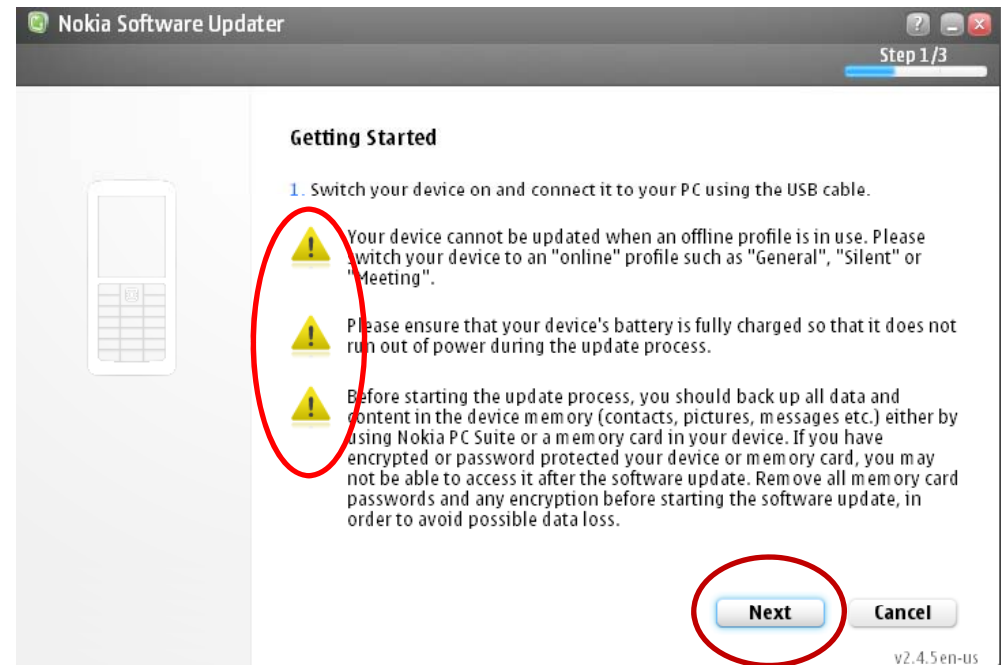 Nokia Software Updater
?
Step 1/3
Getting Started
1. Switch your device on and connect it to your PC using the USB cable.
Your device cannot be updated when an offline profile is in use. Please
switch your device to an "online" profile such as "General", "Silent" or
"Meeting".
Please ensure that your device's battery is fully charged so that it does not
run out of power during the update process.
Before starting the update process, you should back up all data and
content in the device memory (contacts, pictures, messages etc.) either by
using Nokia PC Suite or a memory card in your device. If you have
encrypted or password protected your device or memory card, you may
not be able to access it after the software update. Remove all memory card
passwords and any encryption before starting the software update, in
order to avoid possible data loss.
Next
Cancel
v2.4.5en-us